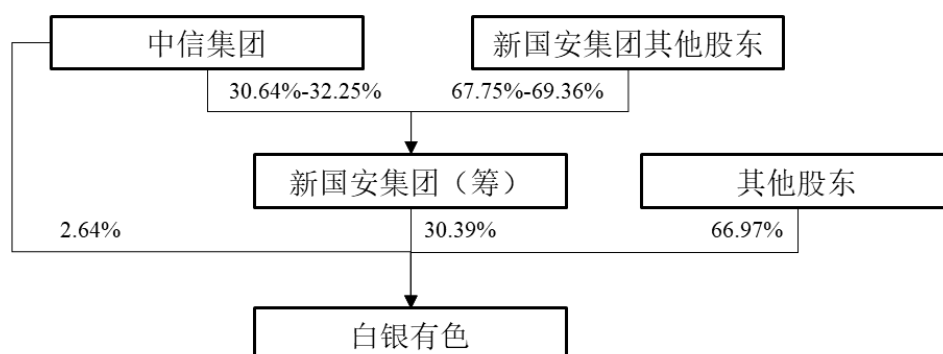 中信集团
新国安集团其他股东
30.64%-32.25%
67.75%-69.36%
新国安集团（筹）
其他股东
2.64%
30.39%
66.97%
白银有色